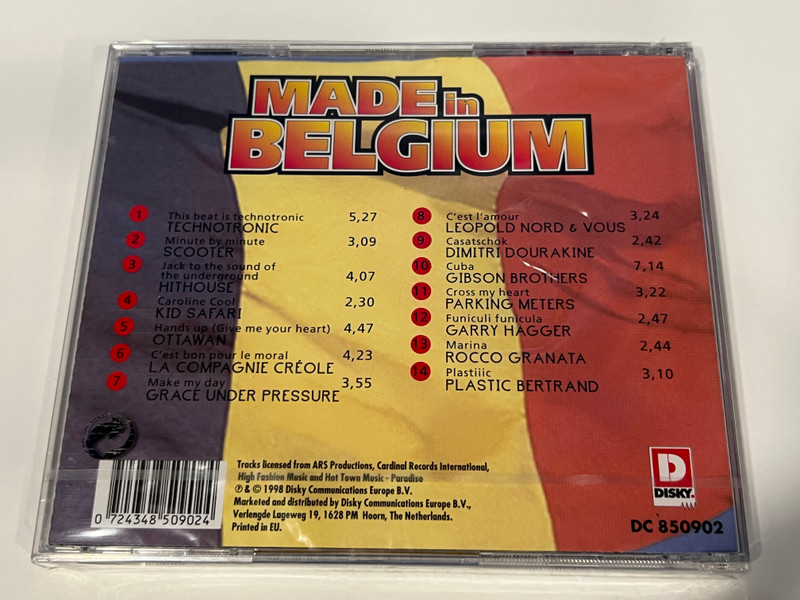 MADE in
BELGIUM
1 This beat is technotronic 5,27
TECHNOTRONIC
2 Minute by minute 3,09
SCOOTER
3 Jack to the sound of
the underground 4,07
HITHOUSE
4 Caroline Cool 2,30
KID SAFARI
5 Hands up (Give me your heart) 4,47
OTTAWAN
6 C'est bon pour le moral 4,23
LA COMPAGNIE CRÉOLE
7 Make my day 3,55
GRACE UNDER PRESSURE
8 C'est l'amour 3,24
LEOPOLD NORD & VOUS
9 Casatschok 2,42
DIMITRI DOURAKINE
10 Cuba 7,14
GIBSON BROTHERS
11 Cross my heart 3,22
PARKING METERS
12 Funiculi funicula 2,47
GARRY HAGGER
13 Marina 2,44
ROCCO GRANATA
14 Plastiiic 3,10
PLASTIC BERTRAND
Tracks licensed from ARS Productions, Cardinal Records International,
High Fashion Music and Hot Town Music - Paradiso
℗ & © 1998 Disky Communications Europe B.V.
Marketed and distributed by Disky Communications Europe B.V.,
Verlengde Lageweg 19, 1628 PM Hoorn, The Netherlands.
Printed in EU.
0 724348 509024
D
DISKY
DC 850902